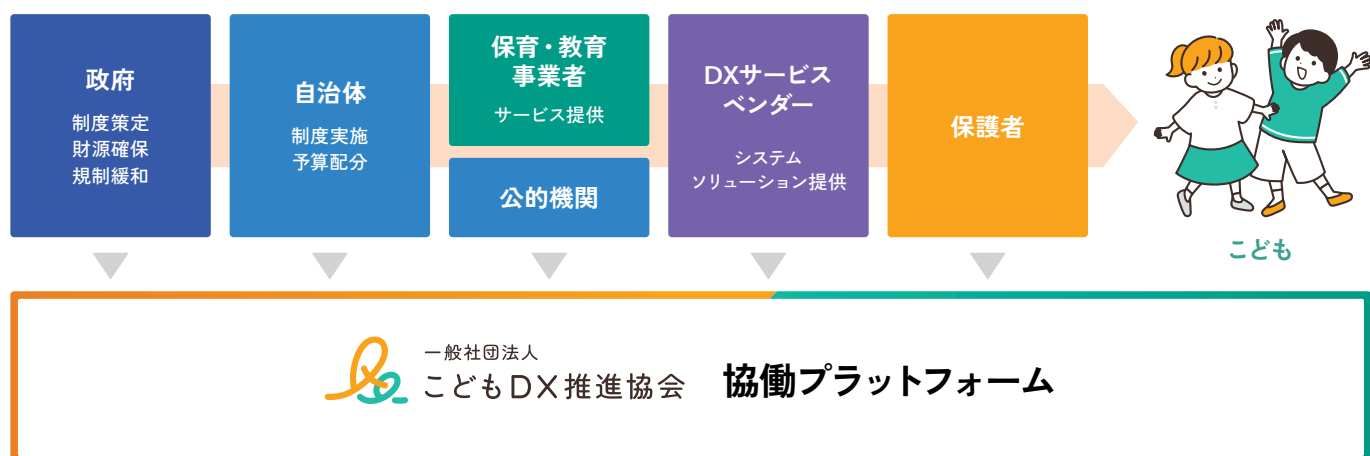 政府
制度策定
財源確保
規制緩和
自治体
制度実施
予算配分
保育・教育
事業者
サービス提供
公的機関
DXサービス
ベンダー
システム
ソリューション提供
保護者
こども
一般社団法人
こどもDX推進協会
協働プラットフォーム